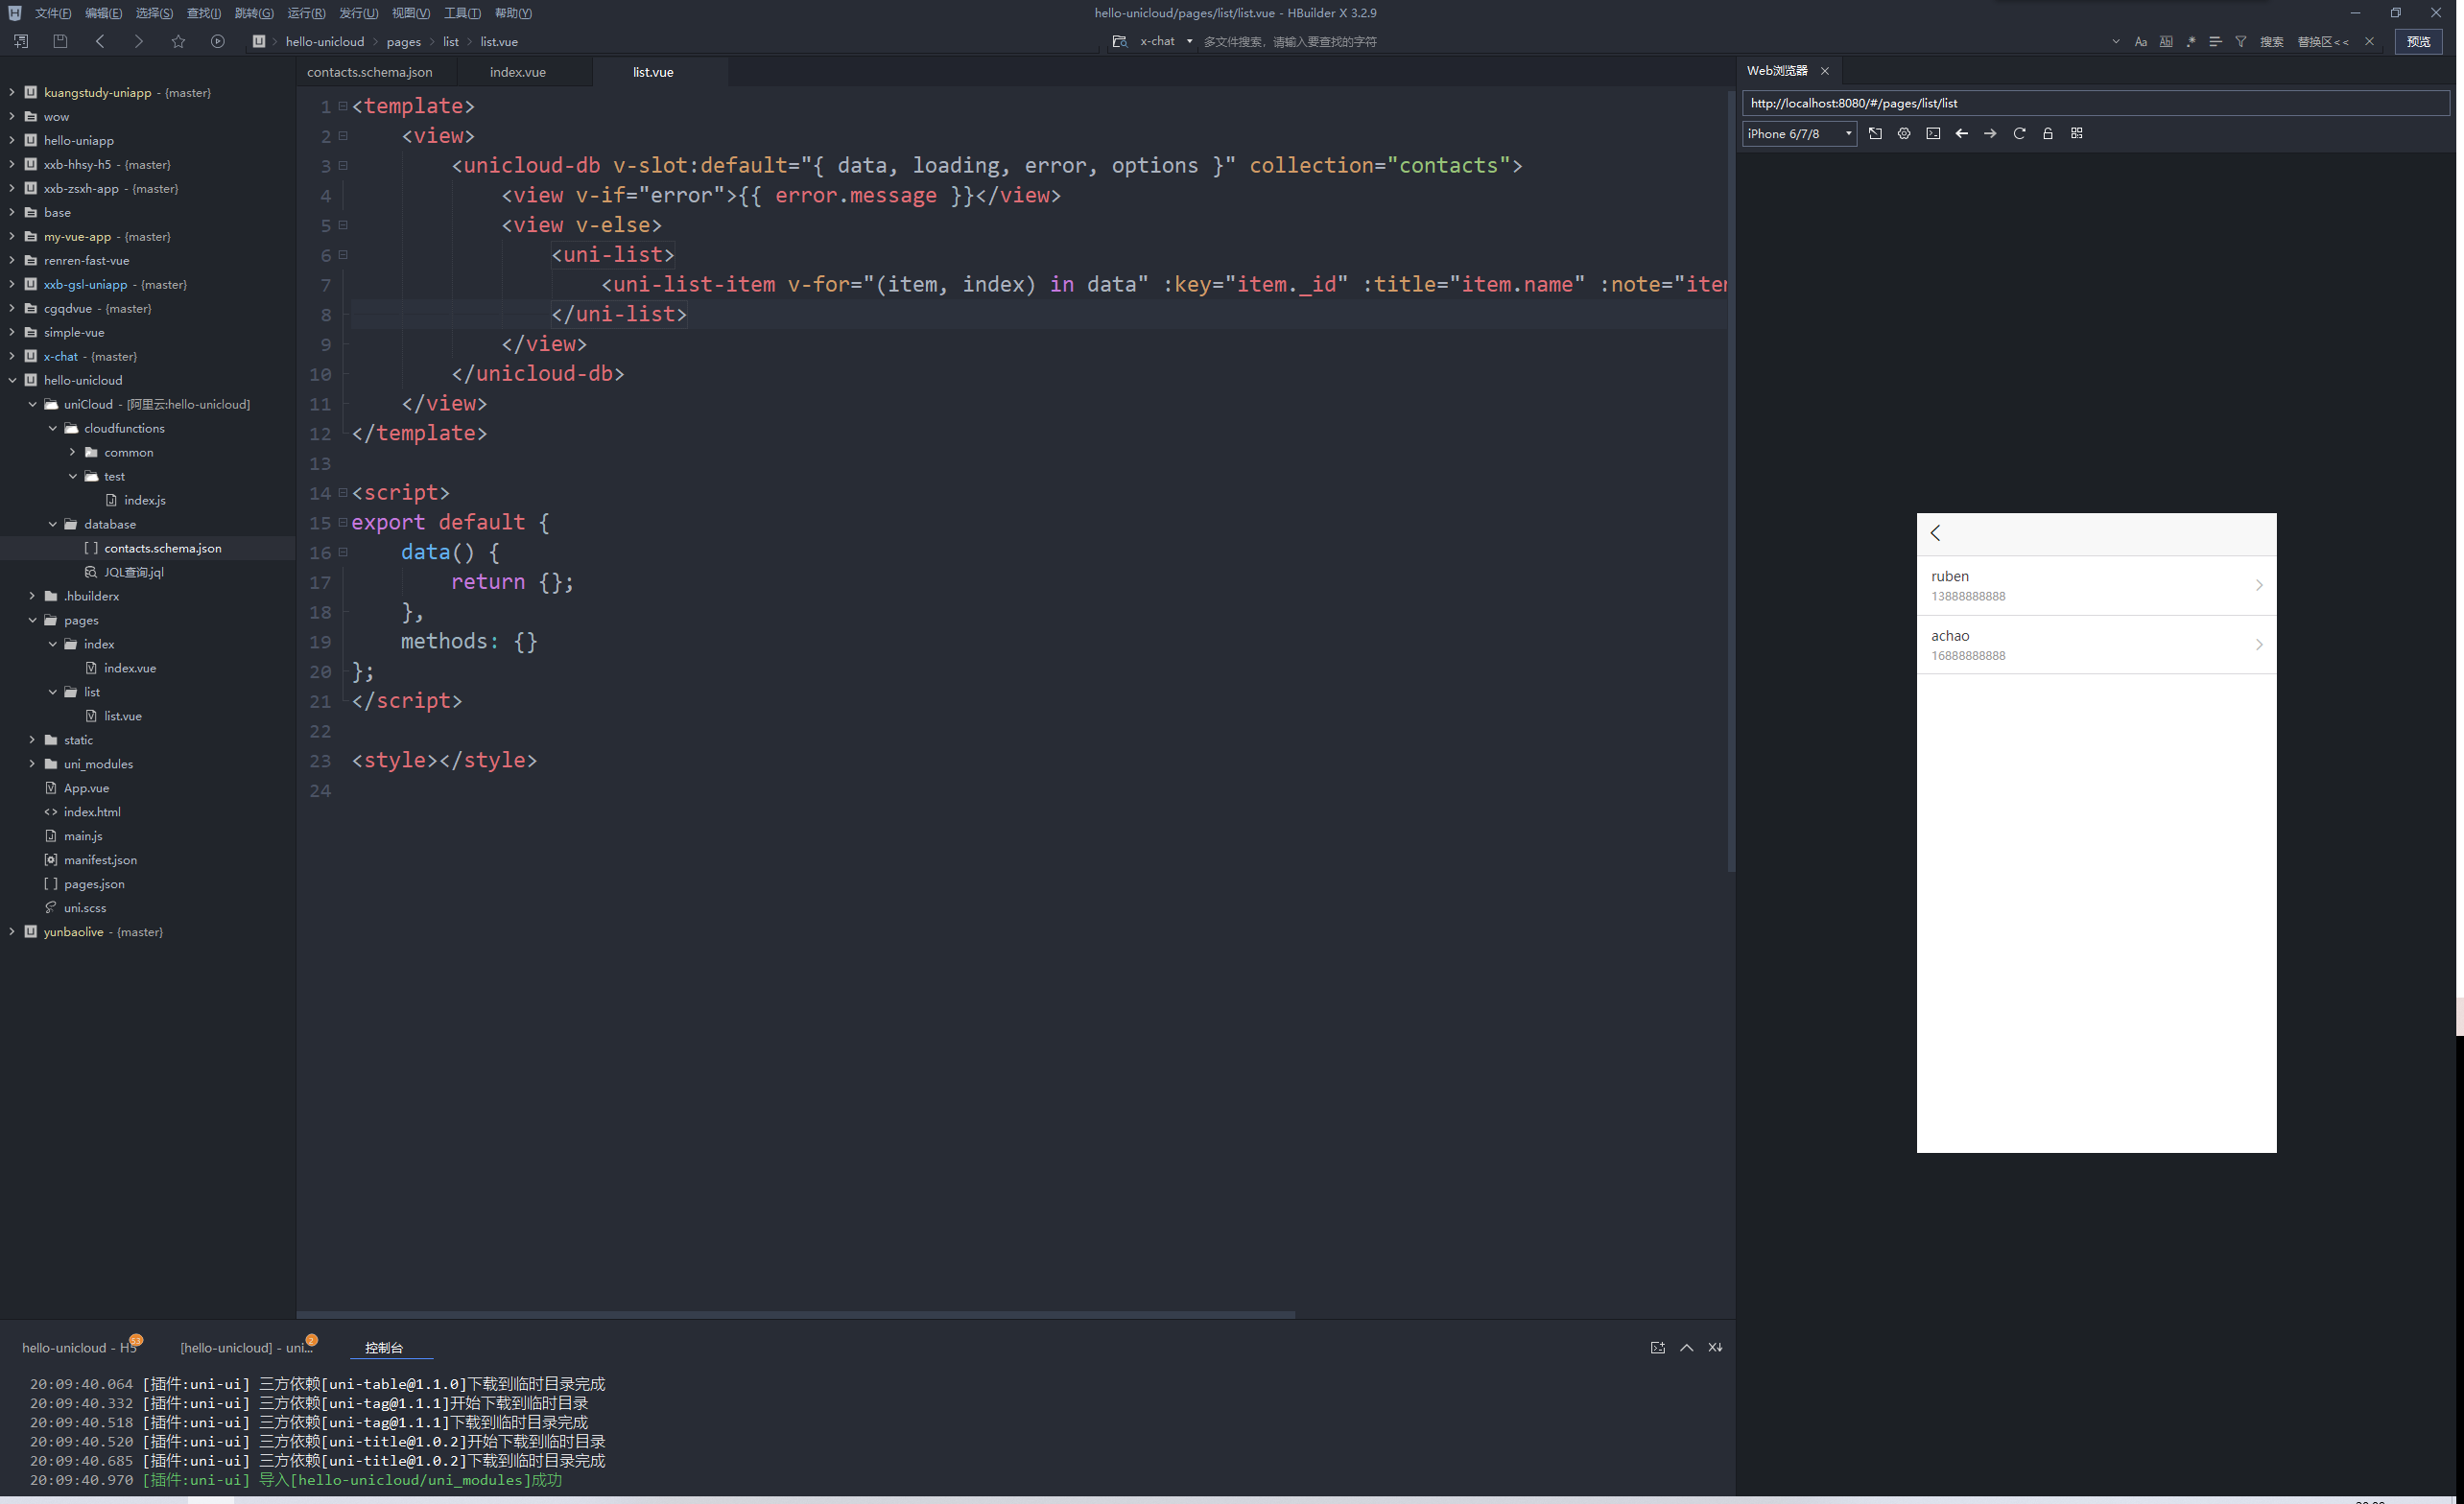 文件(F) 编辑(E) 选择(S) 查找(I) 跳转(G) 运行(R) 发行(U) 视图(V) 工具(T) 帮助(Y)
hello-unicloud/pages/list/list.vue - HBuilder X 3.2.9
hello-unicloud pages list list.vue
x-chat 多文件搜索，请输入要查找的字符
Aa 搜索 替换区<< 预览
kuangstudy-uniapp - {master}
wow
hello-uniapp
xxb-hhsy-h5 - {master}
xxb-zsxh-app - {master}
base
my-vue-app - {master}
renren-fast-vue
xxb-gsl-uniapp - {master}
cgqdvue - {master}
simple-vue
x-chat - {master}
hello-unicloud
uniCloud - [阿里云:hello-unicloud]
cloudfunctions
common
test
index.js
database
contacts.schema.json
JQL查询.jql
.hbuilderx
pages
index
index.vue
list
list.vue
static
uni_modules
App.vue
index.html
main.js
manifest.json
pages.json
uni.scss
yunbaolive - {master}
contacts.schema.json index.vue list.vue
1 <template>
2 <view>
3 <unicloud-db v-slot:default="{ data, loading, error, options }" collection="contacts">
4 <view v-if="error">{{ error.message }}</view>
5 <view v-else>
6 <uni-list>
7 <uni-list-item v-for="(item, index) in data" :key="item._id" :title="item.name" :note="iter
8 </uni-list>
9 </view>
10 </unicloud-db>
11 </view>
12 </template>
13
14 <script>
15 export default {
16 data() {
17 return {};
18 },
19 methods: {}
20 };
21 </script>
22
23 <style></style>
24
Web浏览器
http://localhost:8080/#/pages/list/list
iPhone 6/7/8
ruben
13888888888
achao
16888888888
hello-unicloud - H5 53 [hello-unicloud] - uni... 2 控制台
20:09:40.064 [插件:uni-ui] 三方依赖[uni-table@1.1.0]下载到临时目录完成
20:09:40.332 [插件:uni-ui] 三方依赖[uni-tag@1.1.1]开始下载到临时目录
20:09:40.518 [插件:uni-ui] 三方依赖[uni-tag@1.1.1]下载到临时目录完成
20:09:40.520 [插件:uni-ui] 三方依赖[uni-title@1.0.2]开始下载到临时目录
20:09:40.685 [插件:uni-ui] 三方依赖[uni-title@1.0.2]下载到临时目录完成
20:09:40.970 [插件:uni-ui] 导入[hello-unicloud/uni_modules]成功